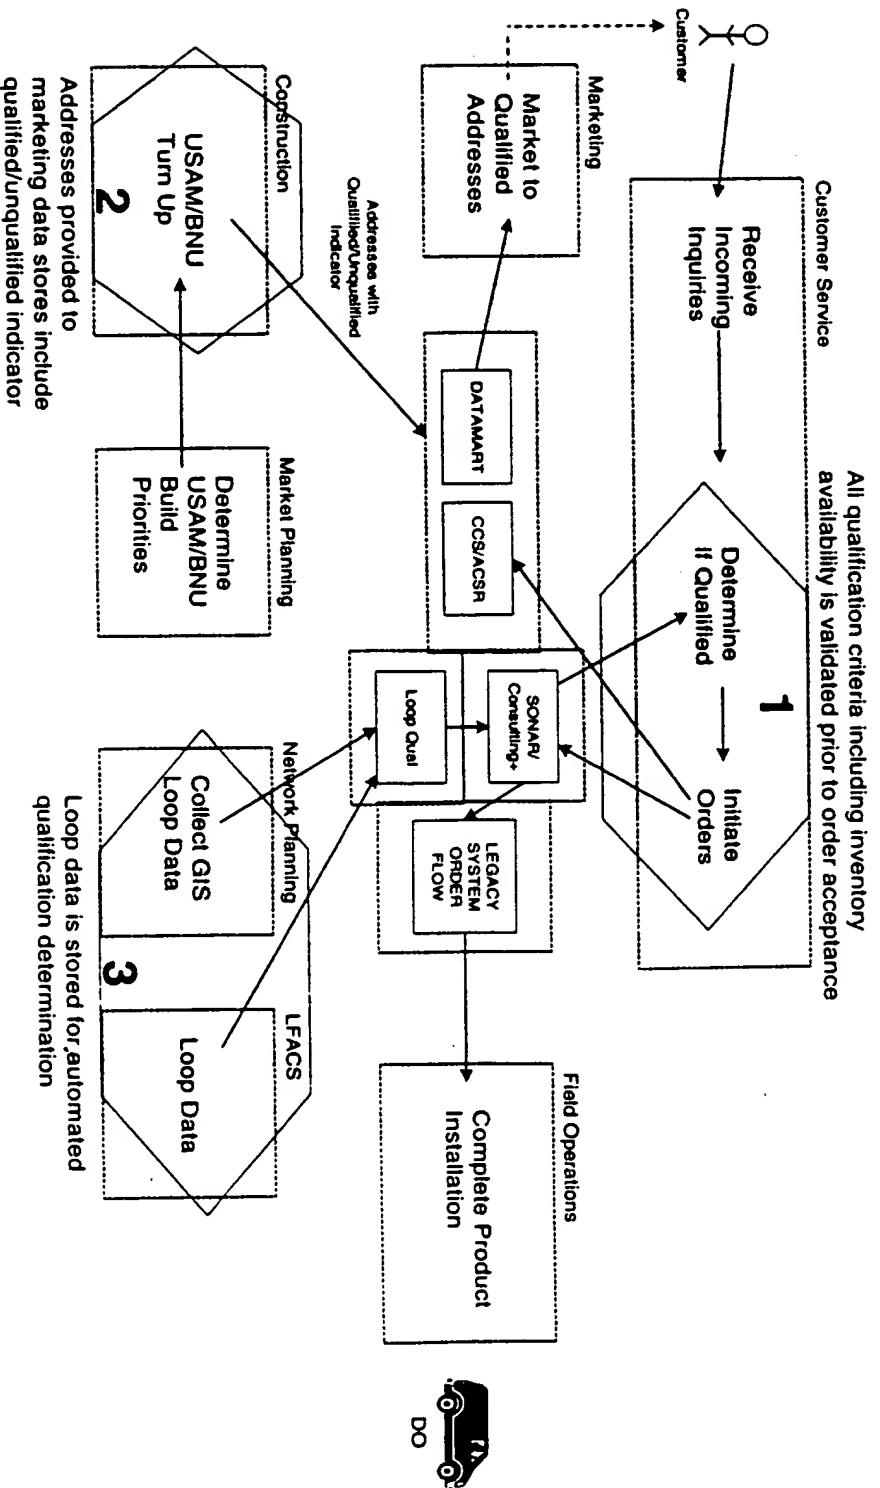 All qualification criteria including inventory
availability is validated prior to order acceptance
Customer Service
Customer
Receive
Incoming
Inquiries
Determine
If Qualified
1
Initiate
Orders
Marketing
Market to
Qualified
Addresses
DATAMART
CCS/ACSR
SONAR/
Consulting+
Loop Qual
LEGACY
SYSTEM
ORDER
FLOW
Field Operations
Complete Product
Installation
DO
Addresses with
Qualified/Unqualified
Indicator
Construction
USAM/BNU
Turn Up
2
Market Planning
Determine
USAM/BNU
Build
Priorities
Network Planning
Collect GIS
Loop Data
3
LFACS
Loop Data
Addresses provided to
marketing data stores include
qualified/unqualified indicator
Loop data is stored for automated
qualification determination